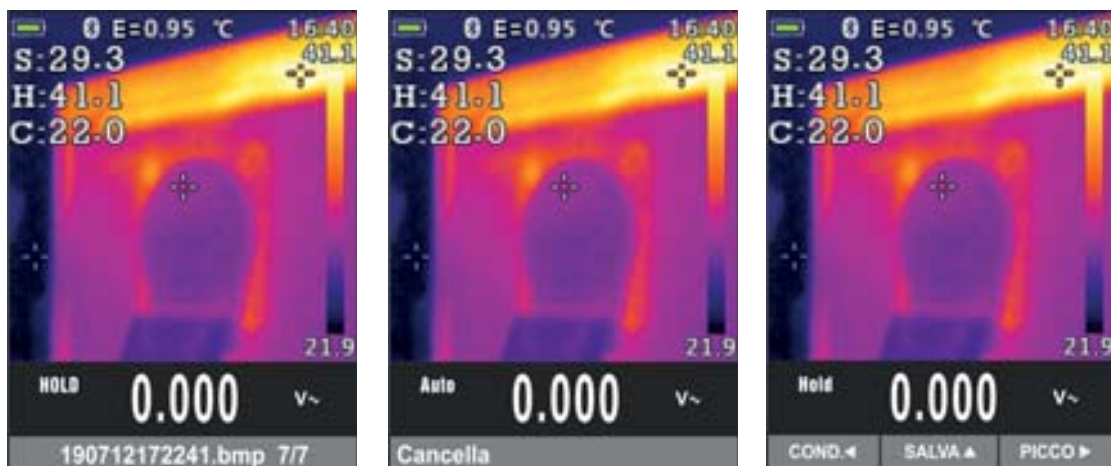 E=0.95 °C 16:40
41.1
S:29.3
H:41.1
C:22.0
21.9
HOLD 0.000 V~
190712172241.bmp 7/7
E=0.95 °C 16:40
41.1
S:29.3
H:41.1
C:22.0
21.9
Auto 0.000 V~
Cancella
E=0.95 °C 16:40
41.1
S:29.3
H:41.1
C:22.0
21.9
Hold 0.000 V~
COND.◄ SALVA▲ PICCO►